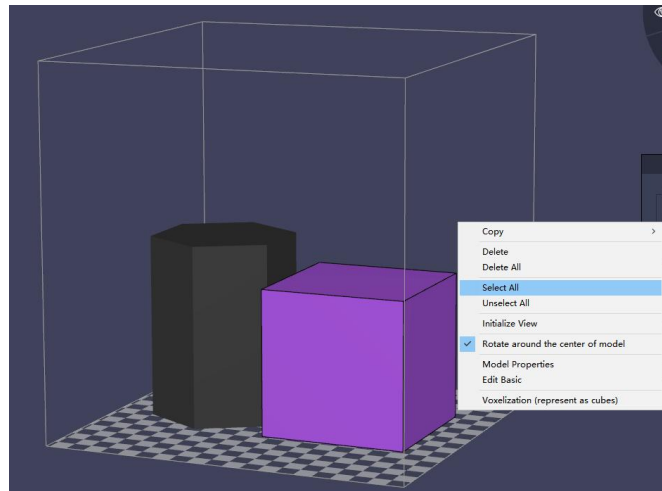 Copy
Delete
Delete All
Select All
Unselect All
Initialize View
Rotate around the center of model
Model Properties
Edit Basic
Voxelization (represent as cubes)